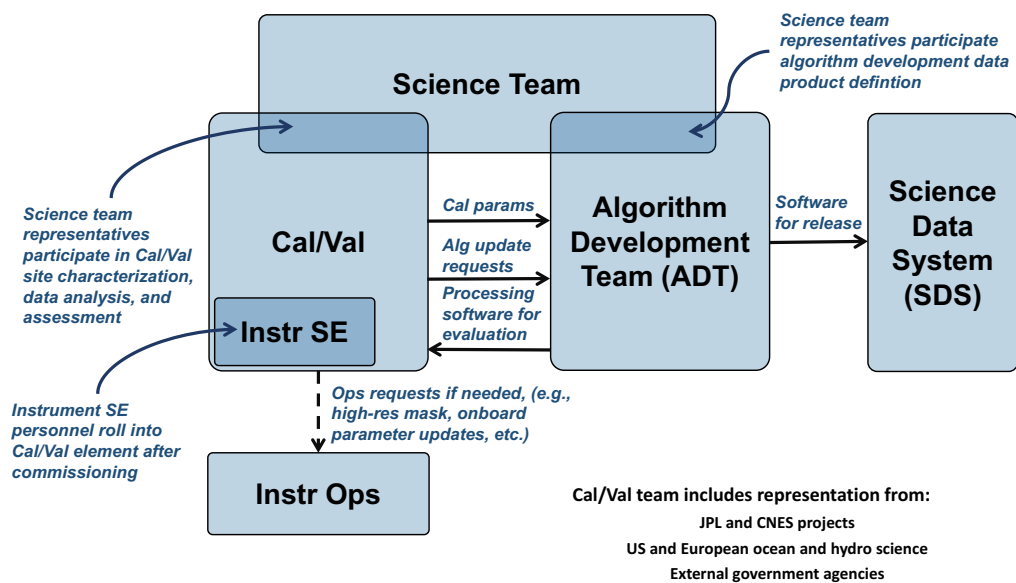 Science team
representatives participate
algorithm development data
product defintion
Science Team
Science team
representatives
participate in Cal/Val
site characterization,
data analysis, and
assessment
Cal/Val
Instr SE
Cal params
Alg update
requests
Processing
software for
evaluation
Algorithm
Development
Team (ADT)
Software
for release
Science
Data
System
(SDS)
Instrument SE
personnel roll into
Cal/Val element after
commissioning
Ops requests if needed, (e.g.,
high-res mask, onboard
parameter updates, etc.)
Instr Ops
Cal/Val team includes representation from:
JPL and CNES projects
US and European ocean and hydro science
External government agencies